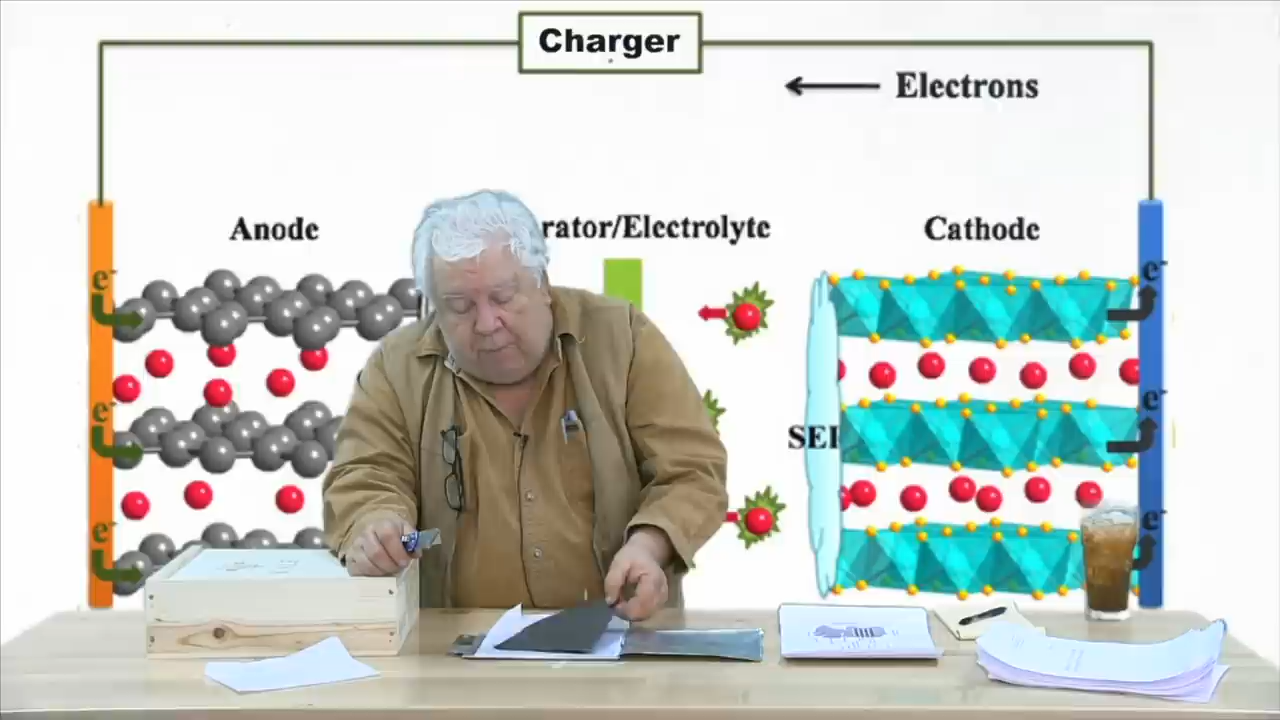 Charger
Electrons
Anode
rator/Electrolyte
Cathode
e-
e-
e-
e-
e-
e-
SEI